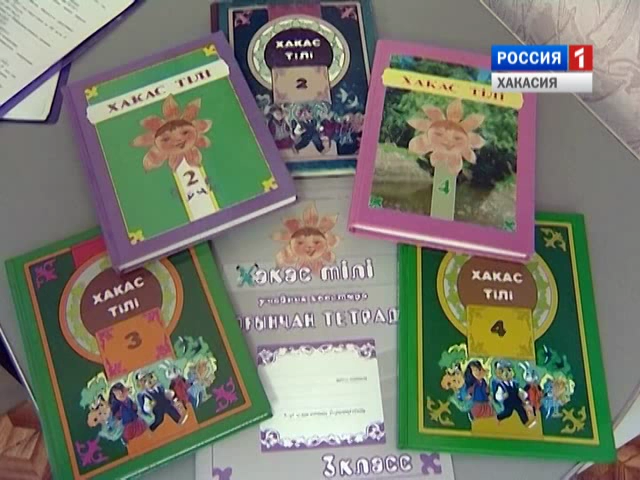 РОССИЯ 1
ХАКАСИЯ
ХАКАС
ТІЛІ
2
ХАКАС ТІЛІ
2
ХАКАС ТІЛІ
4
ХАКАС
ТІЛІ
3
Хакас тілі
ТЕТРАД
3 класс
ХАКАС
ТІЛІ
4